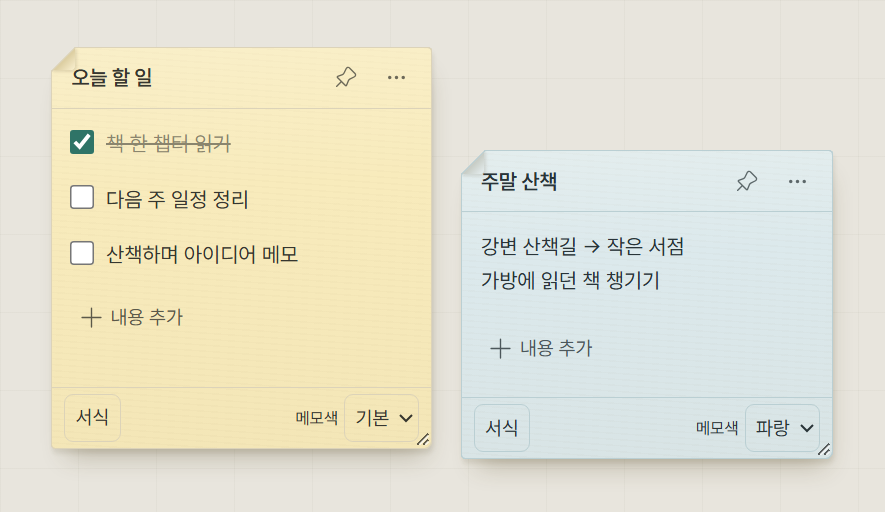 오늘 할 일
책 한 챕터 읽기
다음 주 일정 정리
산책하며 아이디어 메모
내용 추가
서식
메모색
기본
주말 산책
강변 산책길 → 작은 서점
가방에 읽던 책 챙기기
내용 추가
서식
메모색
파랑